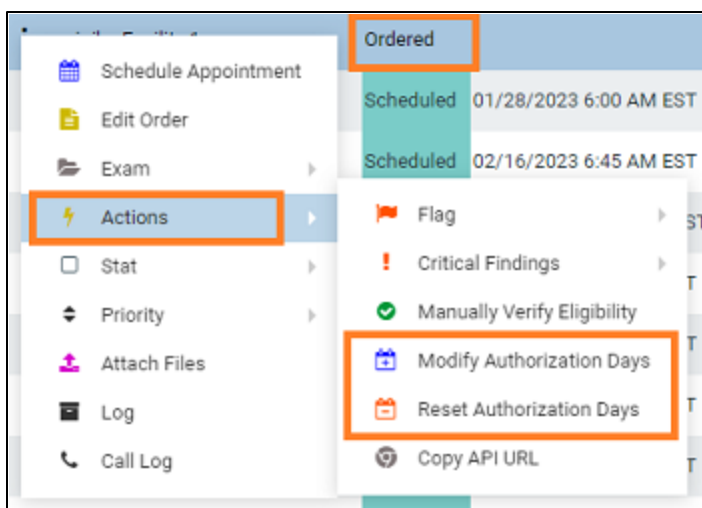 Ordered
Schedule Appointment
Edit Order
Scheduled 01/28/2023 6:00 AM EST
Exam
Scheduled 02/16/2023 6:45 AM EST
Actions
Flag
Stat
Critical Findings
Priority
Manually Verify Eligibility
Attach Files
Modify Authorization Days
Log
Reset Authorization Days
Call Log
Copy API URL